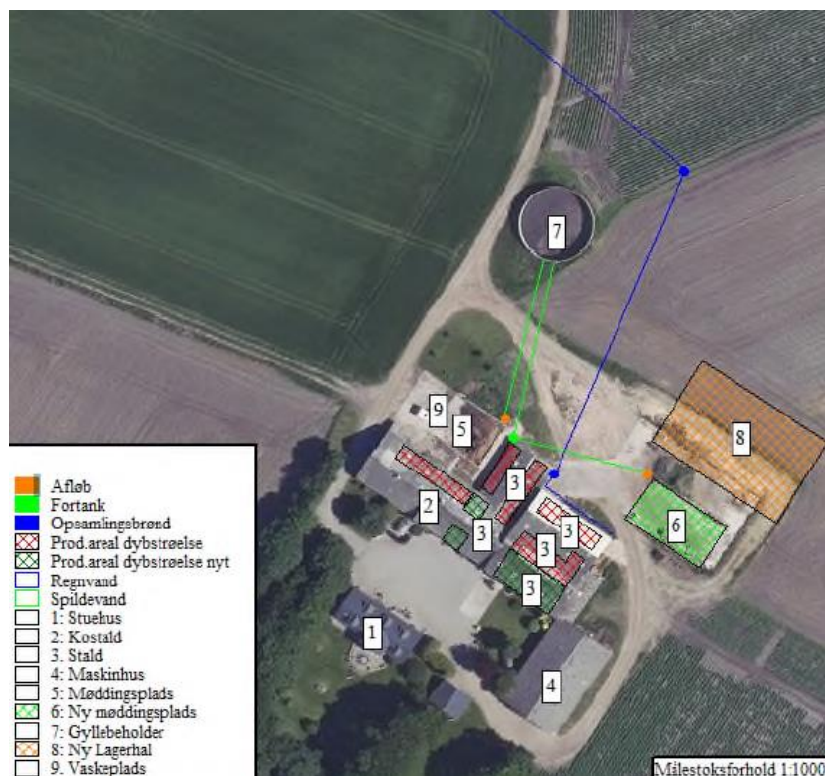 7
8
9
5
6
3
3
2
3
3
3
1
4
Afløb
Fortank
Opsamlingsbrønd
Prod.areal dybstrøelse
Prod.areal dybstrøelse nyt
Regnvand
Spildevand
1: Stuehus
2: Kostald
3. Stald
4: Maskinhus
5: Møddingsplads
6: Ny møddingsplads
7: Gyllebeholder
8: Ny Lagerhal
9. Vaskeplads
Målestoksforhold 1:1000